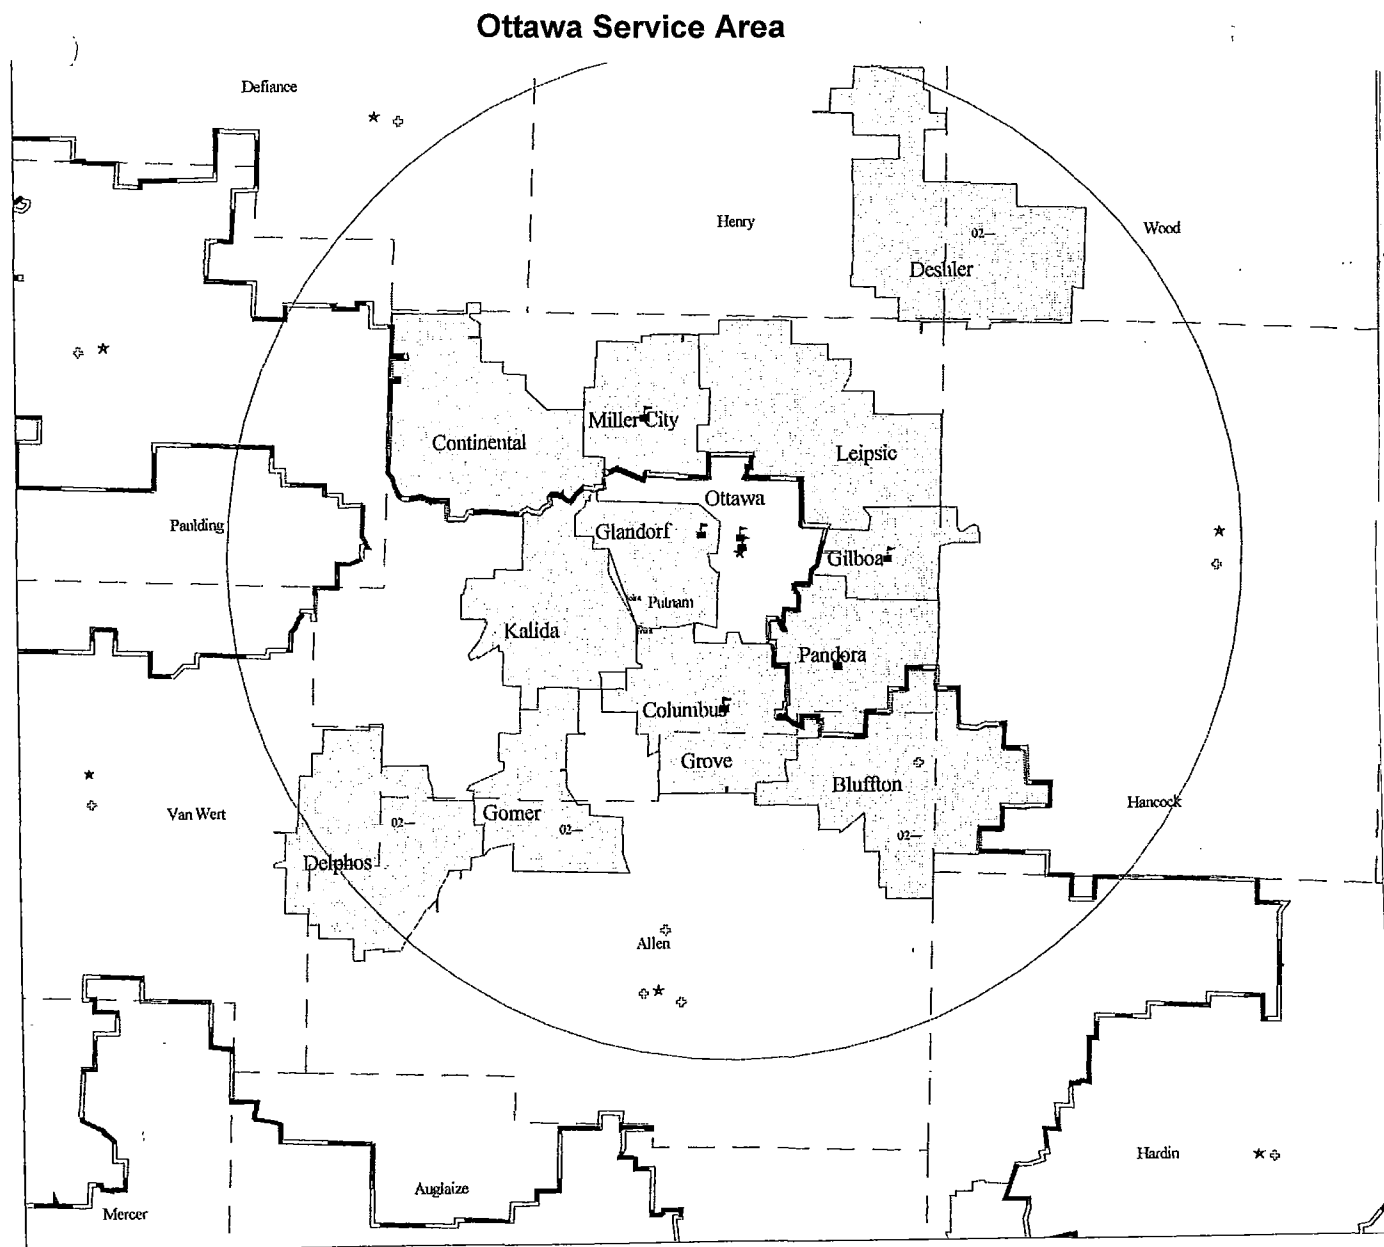 Ottawa Service Area
Defiance
Henry
Wood
02—
Deshler
Miller City
Continental
Leipsic
Ottawa
Paulding
Glandorf
Gilboa
Putnam
Kalida
Pandora
Columbus
Grove
Bluffton
Hancock
Van Wert
Gomer
02—
02—
02—
Delphos
Allen
Hardin
Auglaize
Mercer